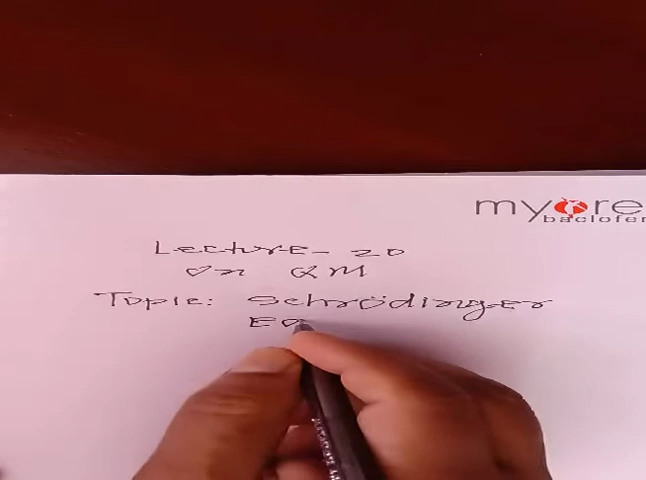 myore
baclofen
Lecture- 20
on QM
Topic: Schrödinger
Eq